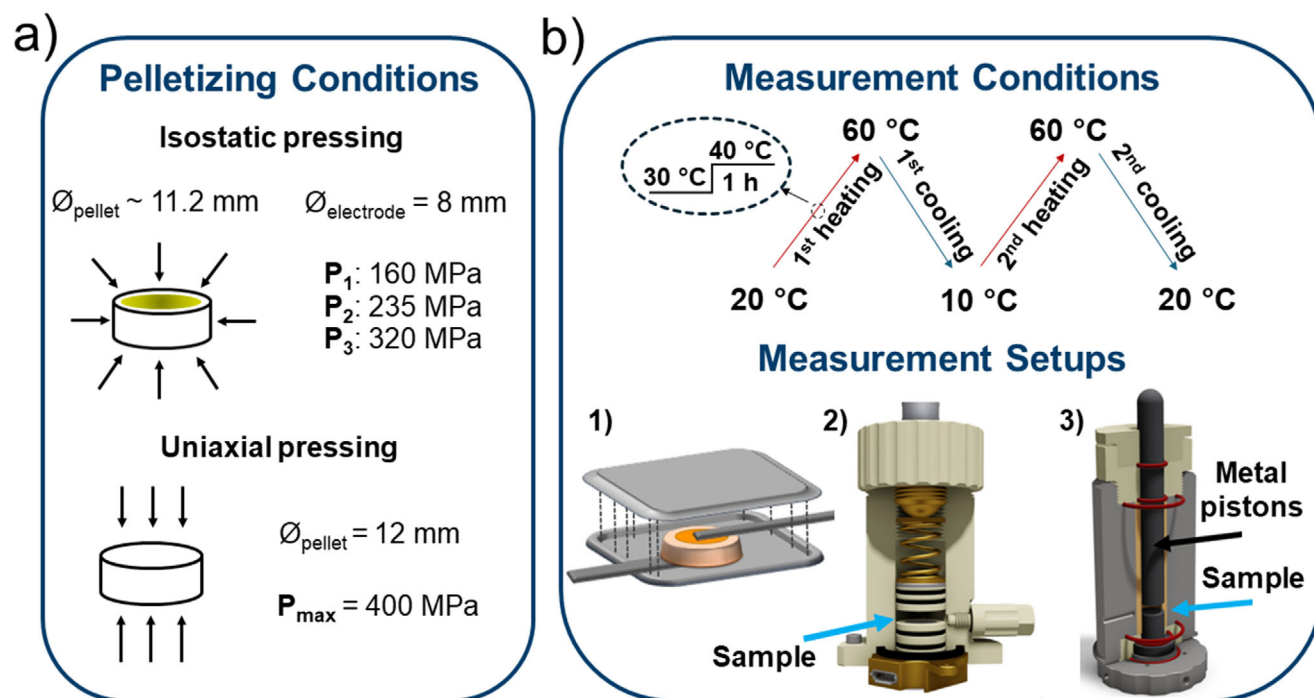 a)
Pelletizing Conditions
Isostatic pressing
Øpellet ~ 11.2 mm
Øelectrode = 8 mm
P1: 160 MPa
P2: 235 MPa
P3: 320 MPa
Uniaxial pressing
Øpellet = 12 mm
Pmax = 400 MPa
b)
Measurement Conditions
60 °C
60 °C
40 °C
30 °C
1 h
1st heating
1st cooling
2nd heating
2nd cooling
20 °C
10 °C
20 °C
Measurement Setups
1)
2)
3)
Metal
pistons
Sample
Sample